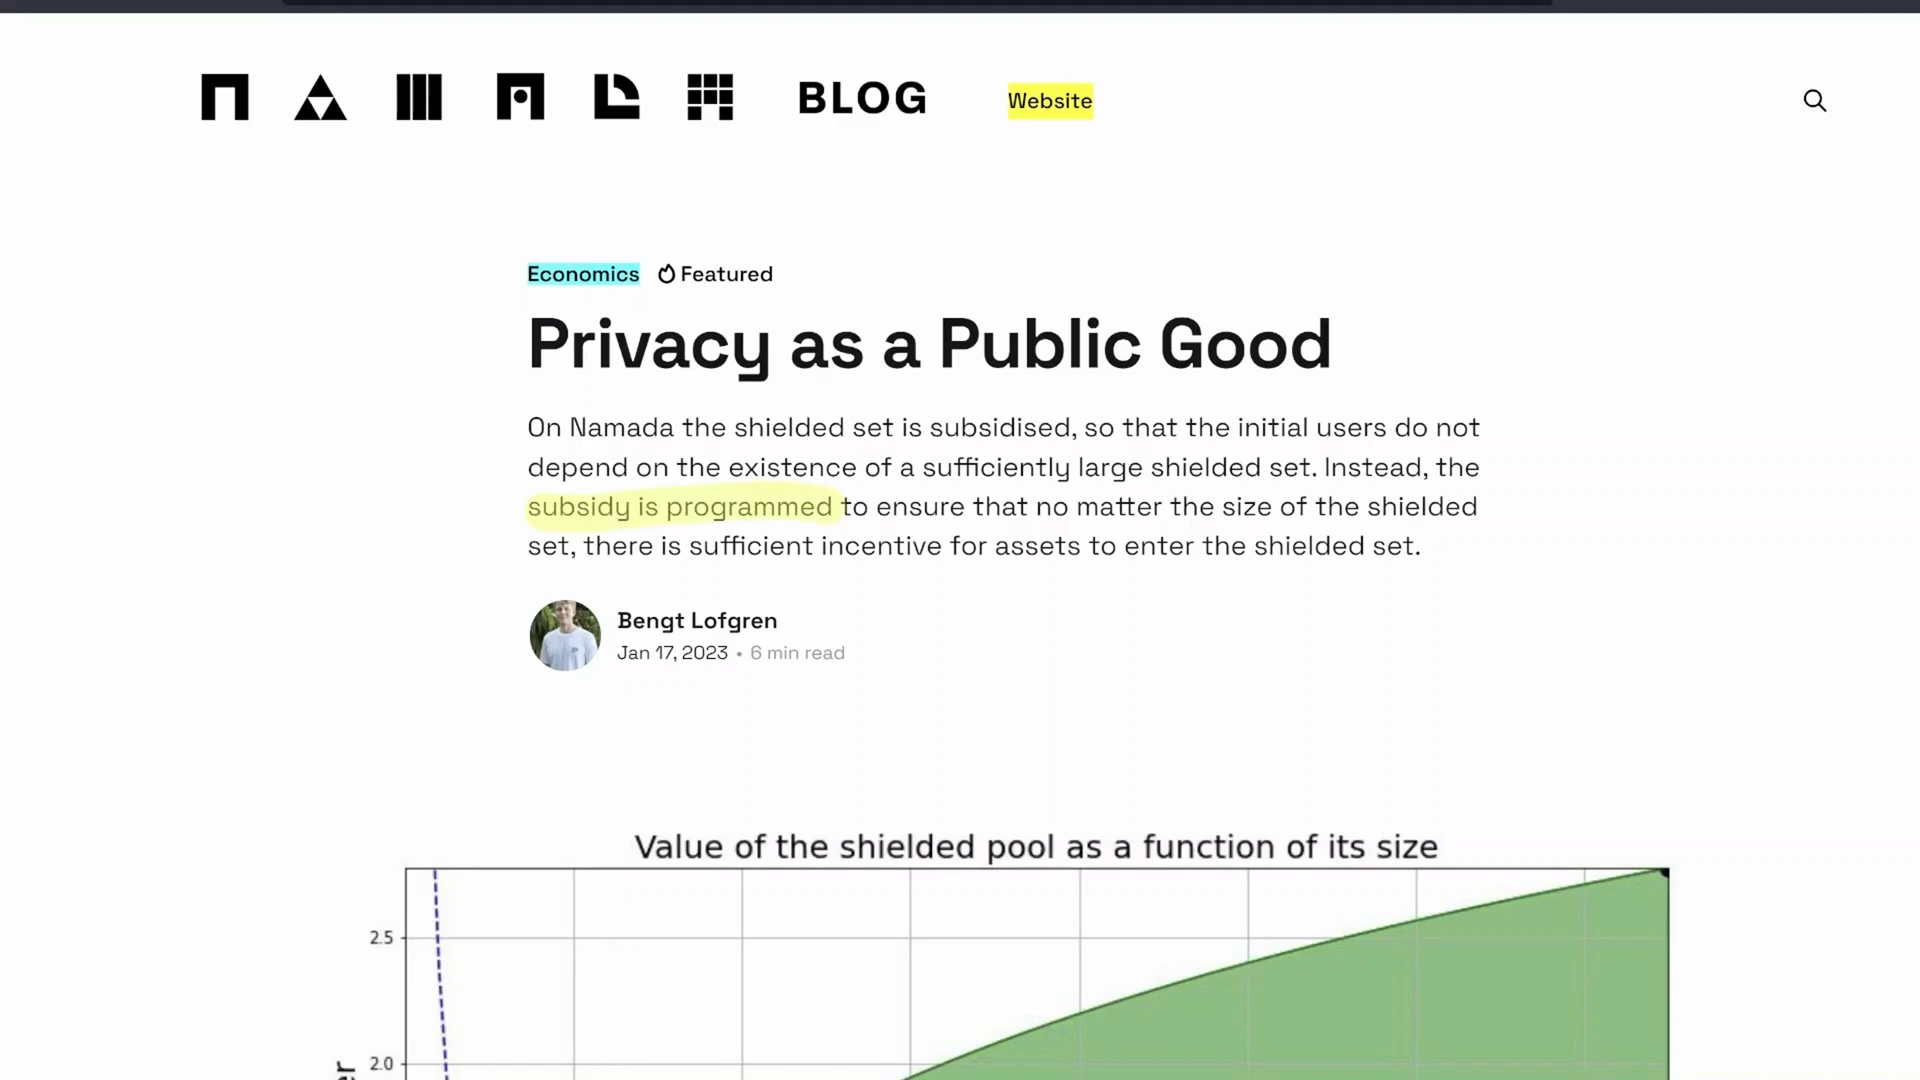 NAMADA BLOG Website
Economics Featured
Privacy as a Public Good
On Namada the shielded set is subsidised, so that the initial users do not
depend on the existence of a sufficiently large shielded set. Instead, the
subsidy is programmed to ensure that no matter the size of the shielded
set, there is sufficient incentive for assets to enter the shielded set.
Bengt Lofgren
Jan 17, 2023 • 6 min read
Value of the shielded pool as a function of its size
2.5
2.0